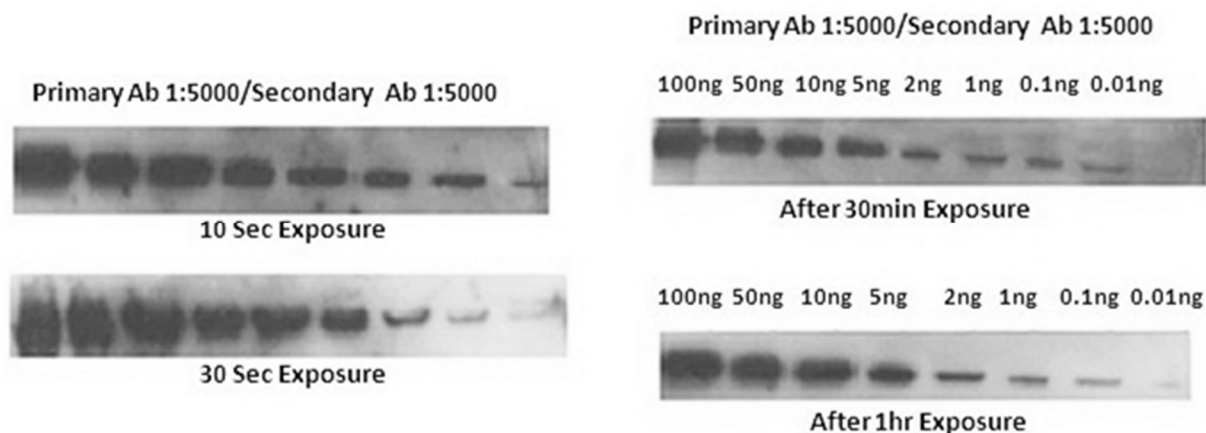 Primary Ab 1:5000/Secondary Ab 1:5000
10 Sec Exposure
30 Sec Exposure
Primary Ab 1:5000/Secondary Ab 1:5000
100ng 50ng 10ng 5ng 2ng 1ng 0.1ng 0.01ng
After 30min Exposure
100ng 50ng 10ng 5ng 2ng 1ng 0.1ng 0.01ng
After 1hr Exposure